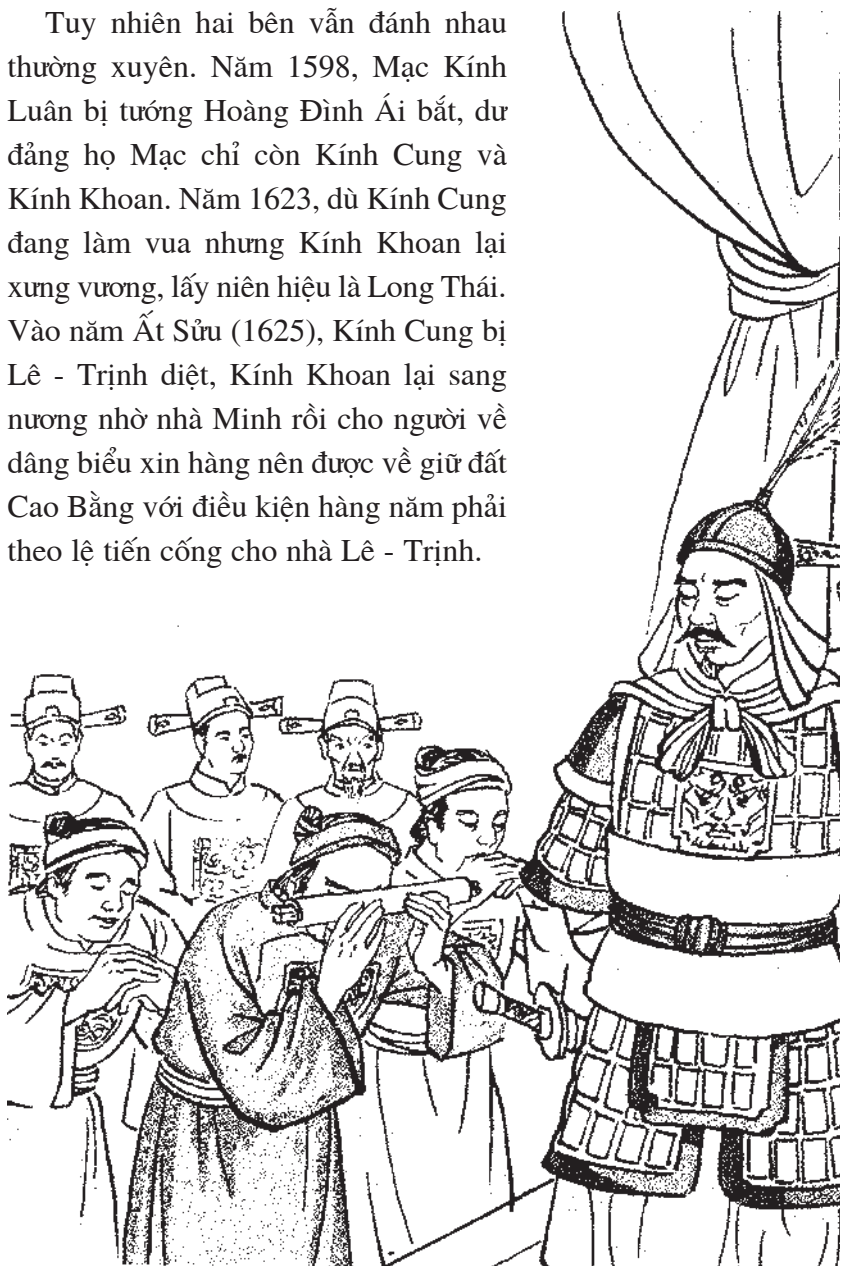 Tuy nhiên hai bên vẫn đánh nhau
thường xuyên. Năm 1598, Mạc Kính
Luân bị tướng Hoàng Đình Ái bắt, dư
đảng họ Mạc chỉ còn Kính Cung và
Kính Khoan. Năm 1623, dù Kính Cung
đang làm vua nhưng Kính Khoan lại
xưng vương, lấy niên hiệu là Long Thái.
Vào năm Ất Sửu (1625), Kính Cung bị
Lê - Trịnh diệt, Kính Khoan lại sang
nương nhờ nhà Minh rồi cho người về
dâng biểu xin hàng nên được về giữ đất
Cao Bằng với điều kiện hàng năm phải
theo lệ tiến cống cho nhà Lê - Trịnh.